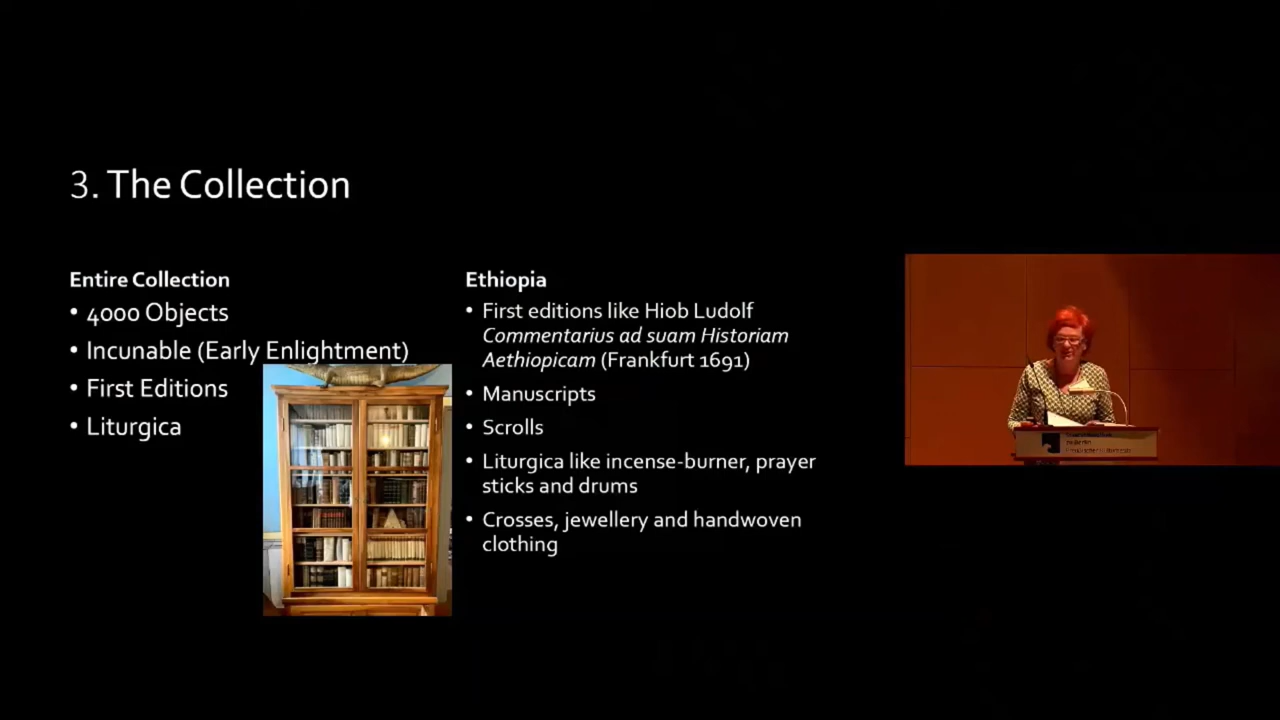 3. The Collection
Entire Collection
• 4000 Objects
• Incunable (Early Enlightment)
• First Editions
• Liturgica
Ethiopia
• First editions like Hiob Ludolf
Commentarius ad suam Historiam
Aethiopicam (Frankfurt 1691)
• Manuscripts
• Scrolls
• Liturgica like incense-burner, prayer
sticks and drums
• Crosses, jewellery and handwoven
clothing